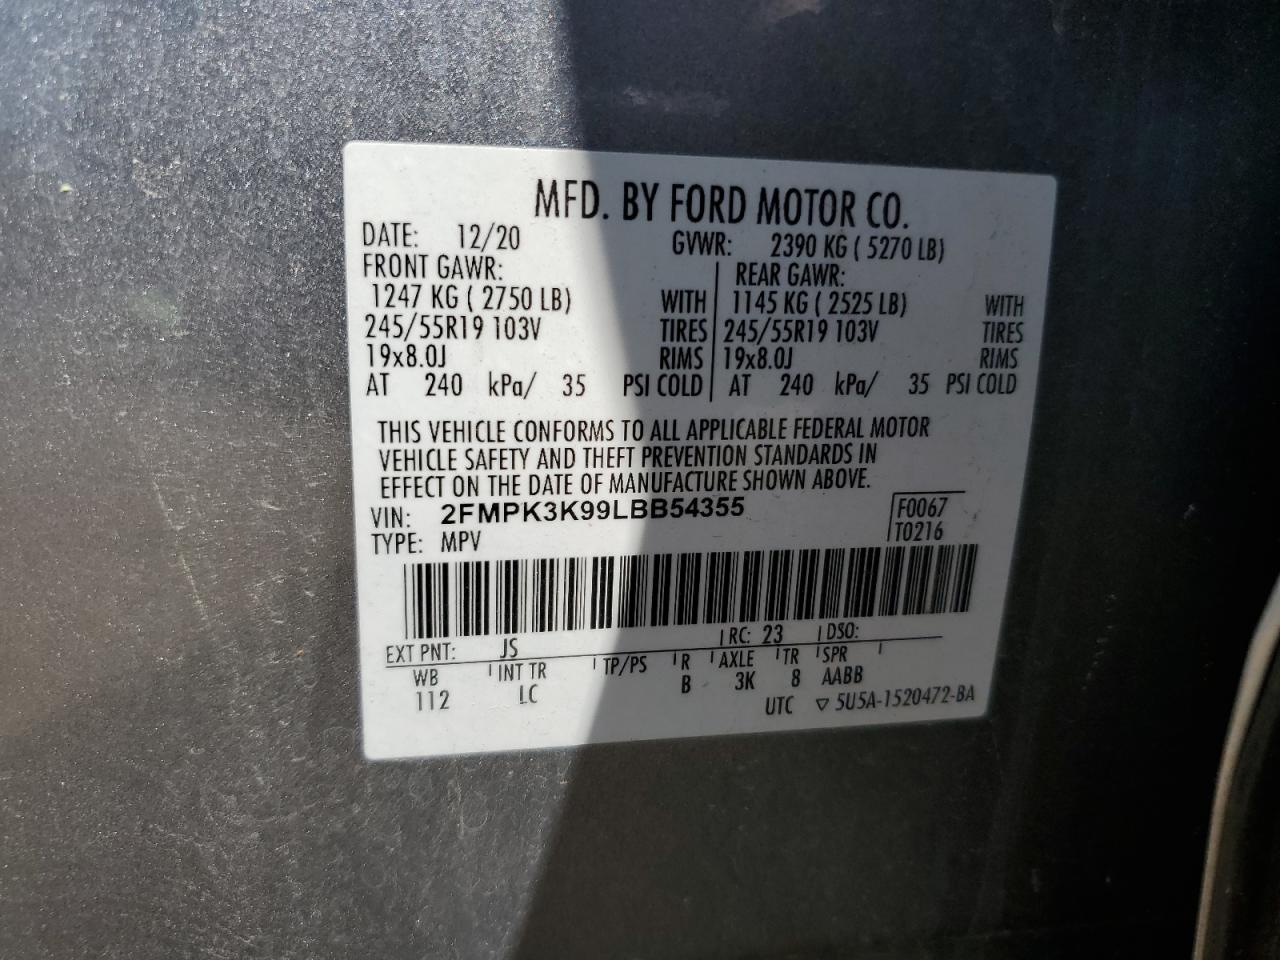 MFD. BY FORD MOTOR CO.
DATE: 12/20 GVWR: 2390 KG ( 5270 LB)
FRONT GAWR: REAR GAWR:
1247 KG ( 2750 LB) WITH 1145 KG ( 2525 LB) WITH
245/55R19 103V TIRES 245/55R19 103V TIRES
19x8.0J RIMS 19x8.0J RIMS
AT 240 kPa/ 35 PSI COLD AT 240 kPa/ 35 PSI COLD
THIS VEHICLE CONFORMS TO ALL APPLICABLE FEDERAL MOTOR
VEHICLE SAFETY AND THEFT PREVENTION STANDARDS IN
EFFECT ON THE DATE OF MANUFACTURE SHOWN ABOVE.
VIN: 2FMPK3K99LBB54355 F0067
TYPE: MPV T0216
EXT PNT: JS RC: 23 DSO:
WB INT TR TP/PS R AXLE TR SPR
112 LC B 3K 8 AABB
UTC ▽ 5U5A-1520472-BA